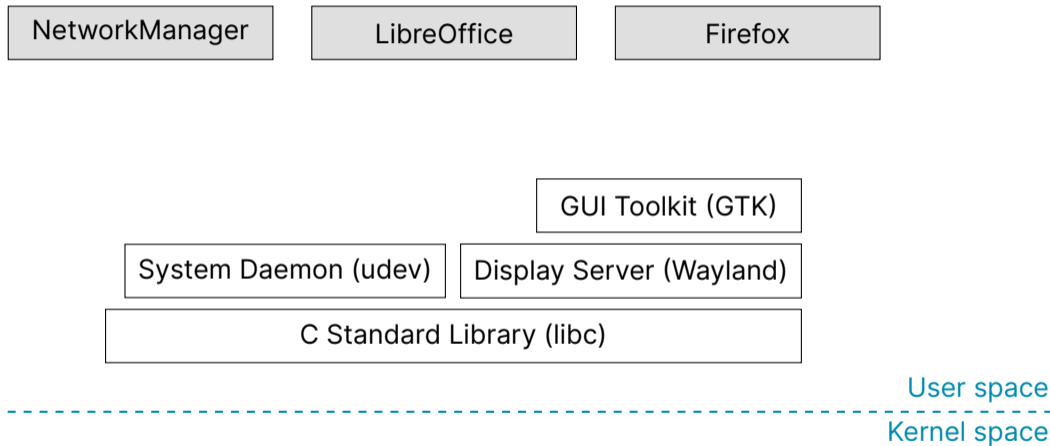 NetworkManager
LibreOffice
Firefox
GUI Toolkit (GTK)
System Daemon (udev)
Display Server (Wayland)
C Standard Library (libc)
User space
Kernel space